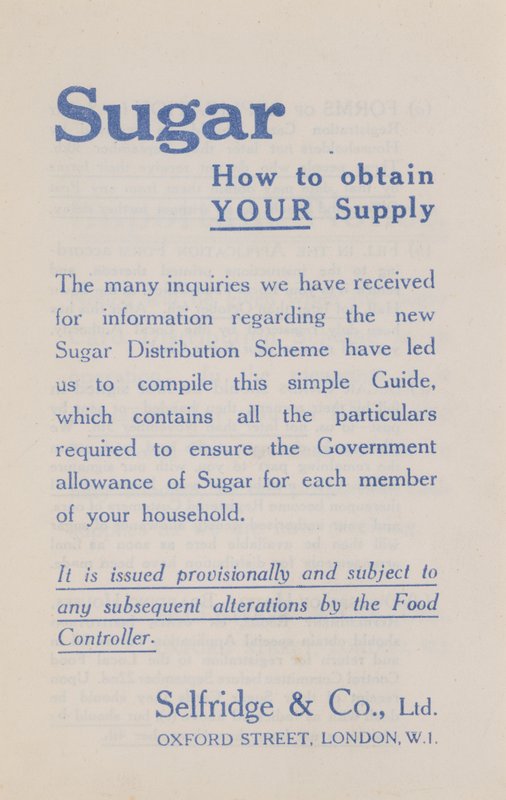 Sugar
How to obtain
YOUR Supply
The many inquiries we have received
for information regarding the new
Sugar Distribution Scheme have led
us to compile this simple Guide,
which contains all the particulars
required to ensure the Government
allowance of Sugar for each member
of your household.
It is issued provisionally and subject to
any subsequent alterations by the Food
Controller.
Selfridge & Co., Ltd.
OXFORD STREET, LONDON, W.1.